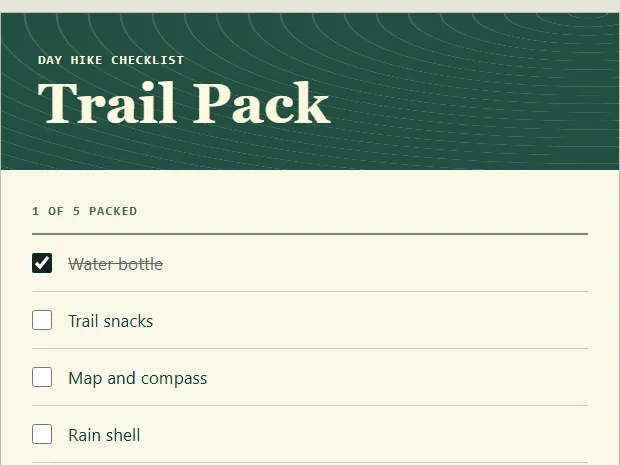 DAY HIKE CHECKLIST
Trail Pack
1 OF 5 PACKED
Water bottle
Trail snacks
Map and compass
Rain shell